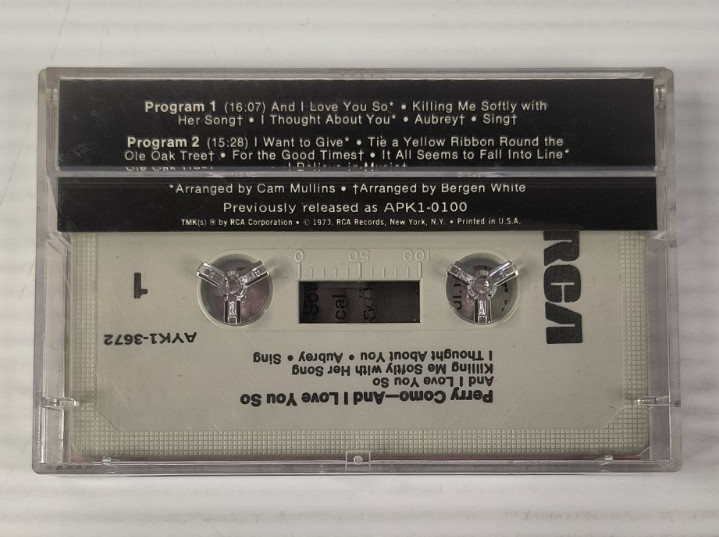 Program 1 (16:07) And I Love You So* • Killing Me Softly with
Her Song† • I Thought About You* • Aubrey† • Sing†
Program 2 (15:28) I Want to Give* • Tie a Yellow Ribbon Round the
Ole Oak Tree† • For the Good Times† • It All Seems to Fall Into Line*
I Believe in Music†
*Arranged by Cam Mullins • †Arranged by Bergen White
Previously released as APK1-0100
TMK(s) ® by RCA Corporation • © 1973, RCA Records, New York, N.Y. • Printed in U.S.A.
RCA
Perry Como—And I Love You So
And I Love You So
Killing Me Softly with Her Song
I Thought About You • Aubrey • Sing
AYK1-3672
1
0 50 100